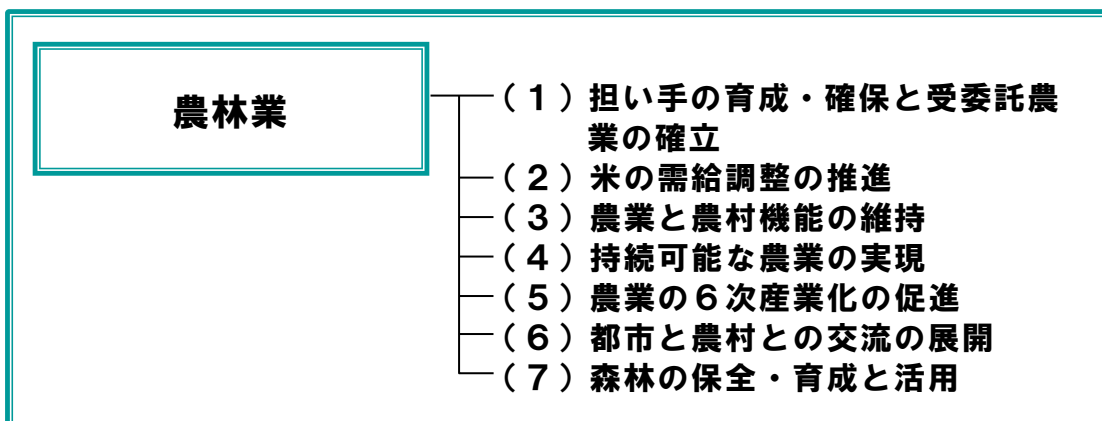 農林業
（１）担い手の育成・確保と受委託農
業の確立
（２）米の需給調整の推進
（３）農業と農村機能の維持
（４）持続可能な農業の実現
（５）農業の６次産業化の促進
（６）都市と農村との交流の展開
（７）森林の保全・育成と活用